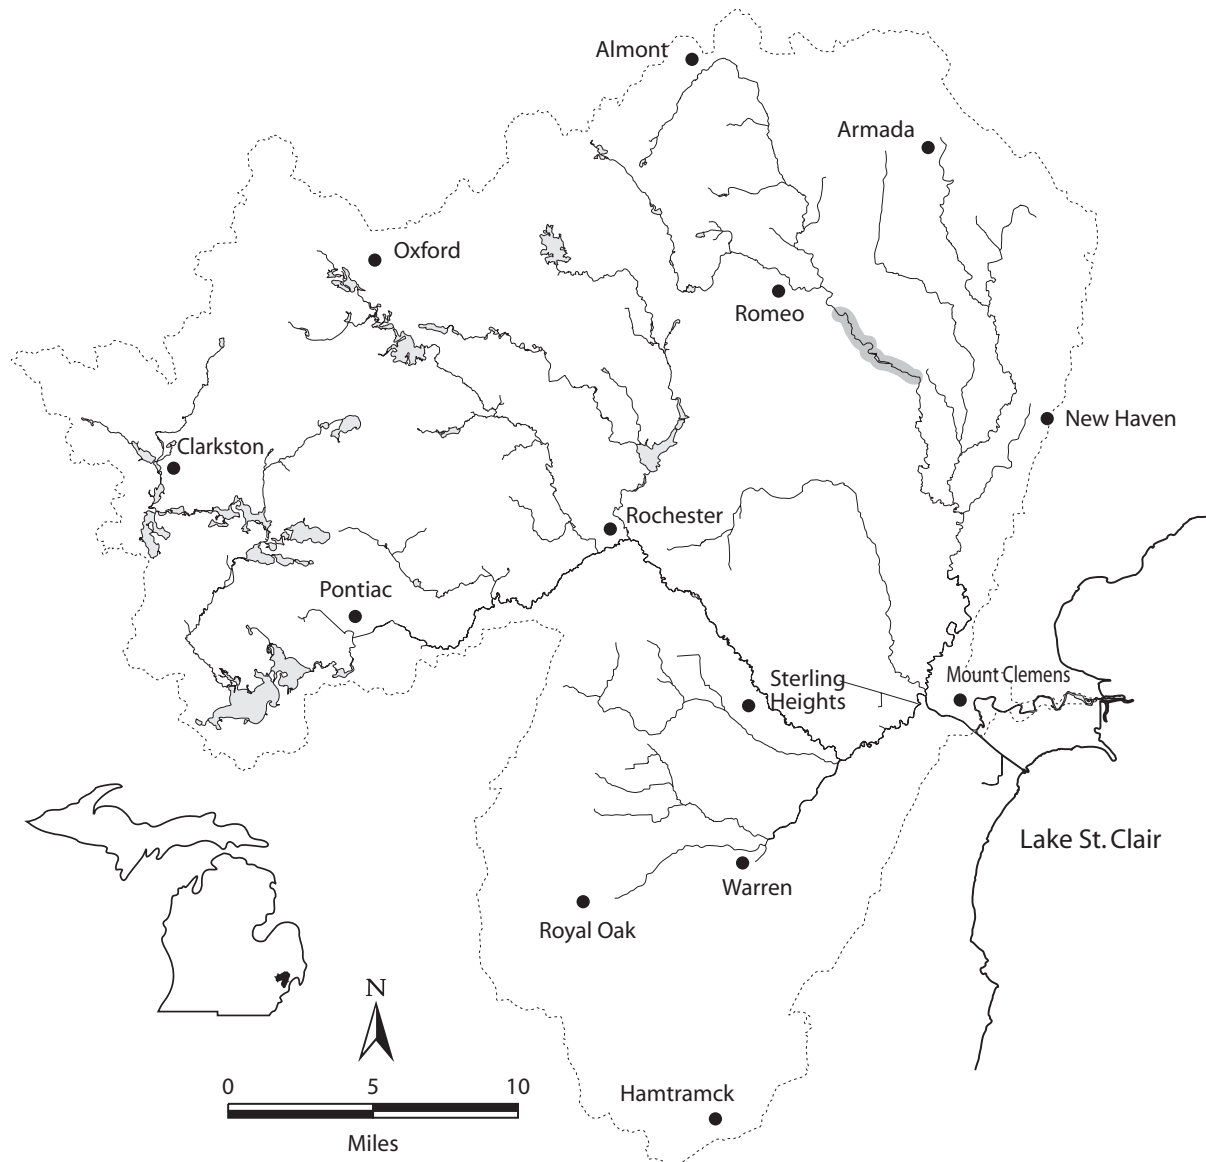 Almont
Armada
Oxford
Romeo
New Haven
Clarkston
Rochester
Pontiac
Mount Clemens
Sterling
Heights
Lake St. Clair
Warren
Royal Oak
N
0 5 10
Miles
Hamtramck